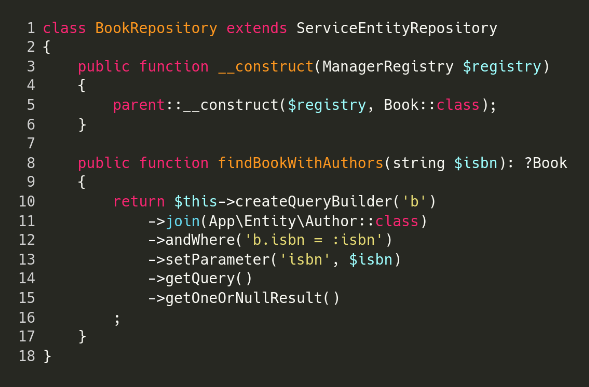 1 class BookRepository extends ServiceEntityRepository
2 {
3     public function __construct(ManagerRegistry $registry)
4     {
5         parent::__construct($registry, Book::class);
6     }
7
8     public function findBookWithAuthors(string $isbn): ?Book
9     {
10         return $this->createQueryBuilder('b')
11             ->join(App\Entity\Author::class)
12             ->andWhere('b.isbn = :isbn')
13             ->setParameter('isbn', $isbn)
14             ->getQuery()
15             ->getOneOrNullResult()
16         ;
17     }
18 }